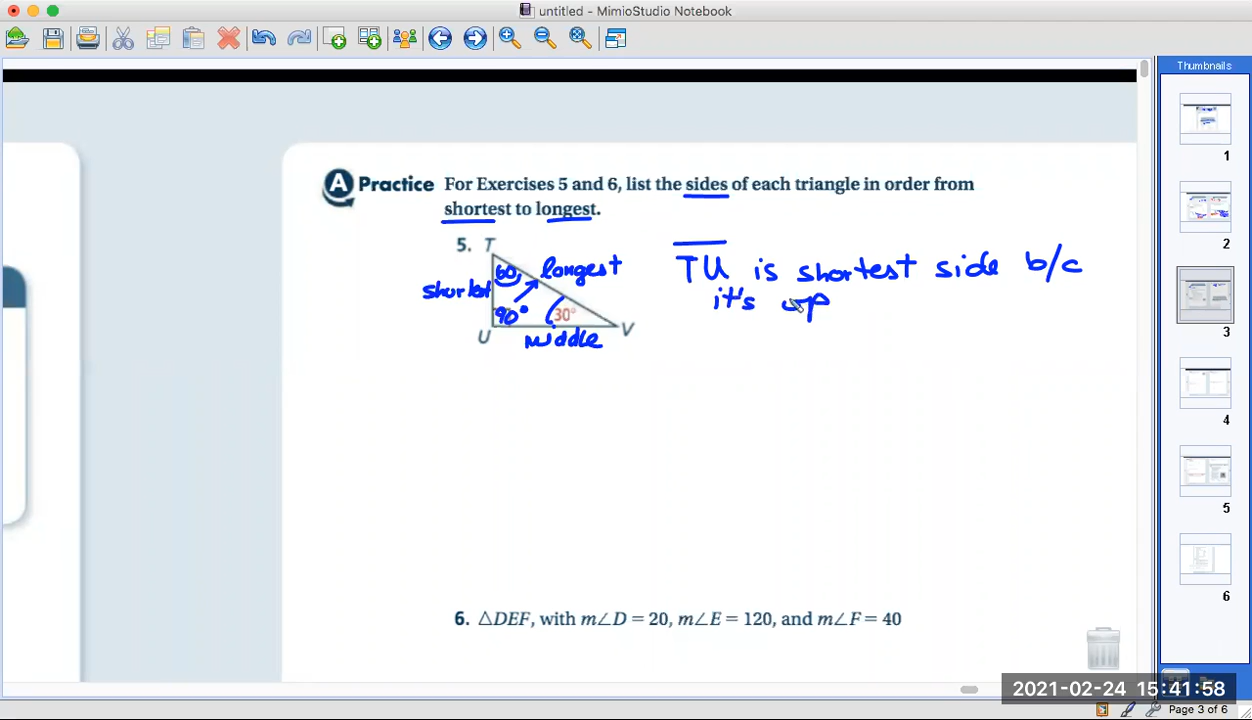 untitled - MimioStudio Notebook
Thumbnails
A Practice For Exercises 5 and 6, list the sides of each triangle in order from
shortest to longest.
5. T
60 longest
shortest
90° 30°
U V
middle
TU is shortest side b/c
it's op
6. △DEF, with m∠D = 20, m∠E = 120, and m∠F = 40
1
2
3
4
5
6
2021-02-24 15:41:58
Page 3 of 6